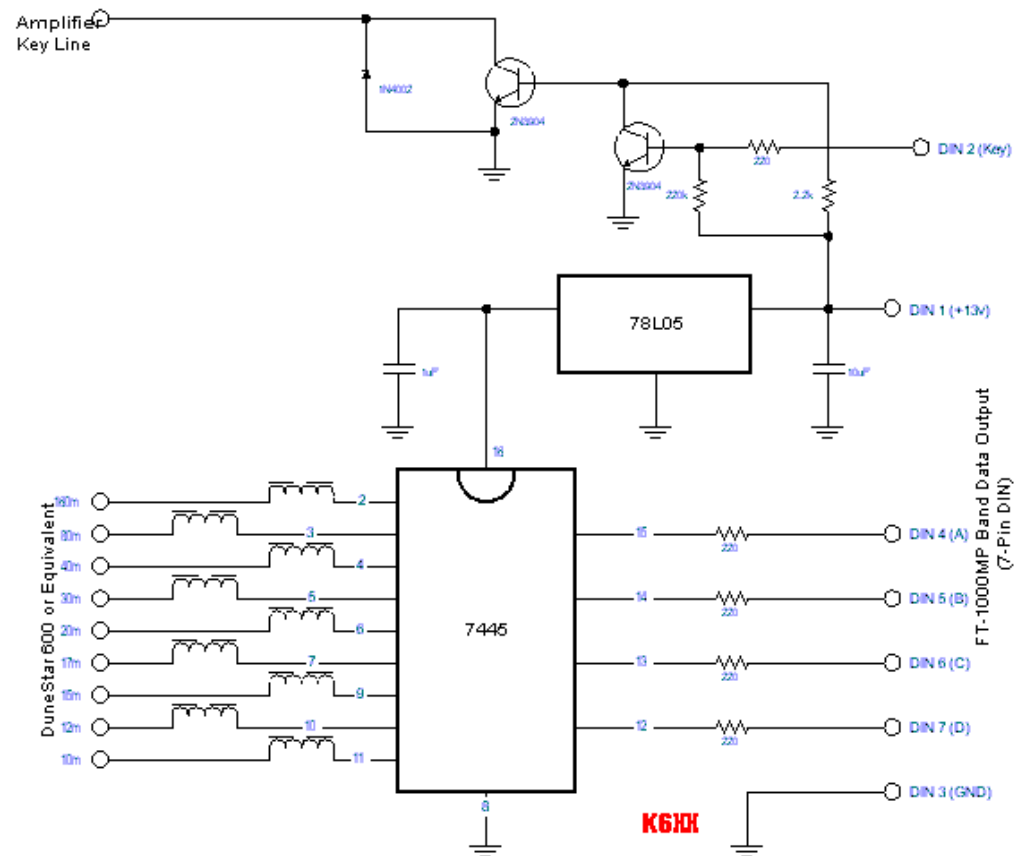 Amplifier
Key Line
1N4002
2N3904
2N3904
220k
220
2.2k
DIN 2 (Key)
78L05
DIN 1 (+13v)
1uF
10uF
16
DuneStar 600 or Equivalent
160m
2
80m
3
40m
4
30m
5
20m
6
17m
7
15m
9
12m
10
10m
11
7445
15
220
DIN 4 (A)
14
220
DIN 5 (B)
13
220
DIN 6 (C)
12
220
DIN 7 (D)
8
DIN 3 (GND)
FT-1000MP Band Data Output
(7-Pin DIN)